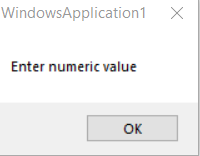 WindowsApplication1
Enter numeric value
OK